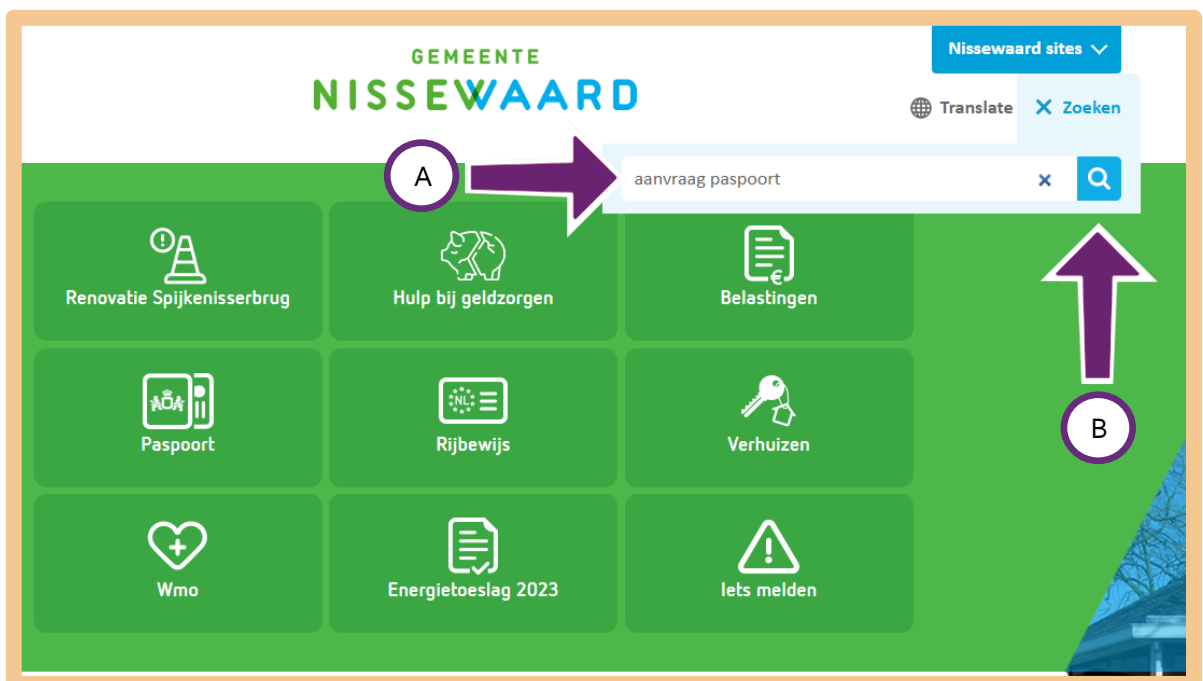 GEMEENTE
NISSEWAARD
Nissewaard sites
Translate
Zoeken
A
aanvraag paspoort
Renovatie Spijkenisserbrug
Hulp bij geldzorgen
€
Belastingen
NL
Paspoort
Rijbewijs
Verhuizen
B
Wmo
Energietoeslag 2023
Iets melden